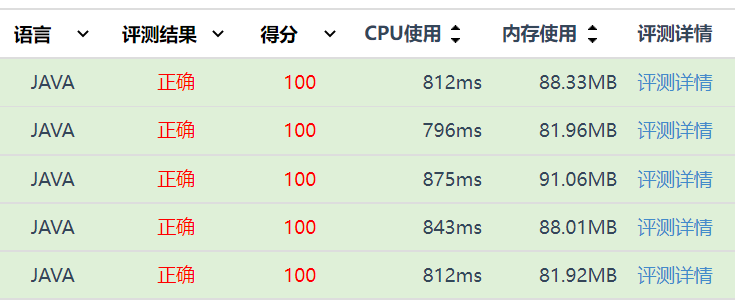 语言 评测结果 得分 CPU使用 内存使用 评测详情
JAVA 正确 100 812ms 88.33MB 评测详情
JAVA 正确 100 796ms 81.96MB 评测详情
JAVA 正确 100 875ms 91.06MB 评测详情
JAVA 正确 100 843ms 88.01MB 评测详情
JAVA 正确 100 812ms 81.92MB 评测详情